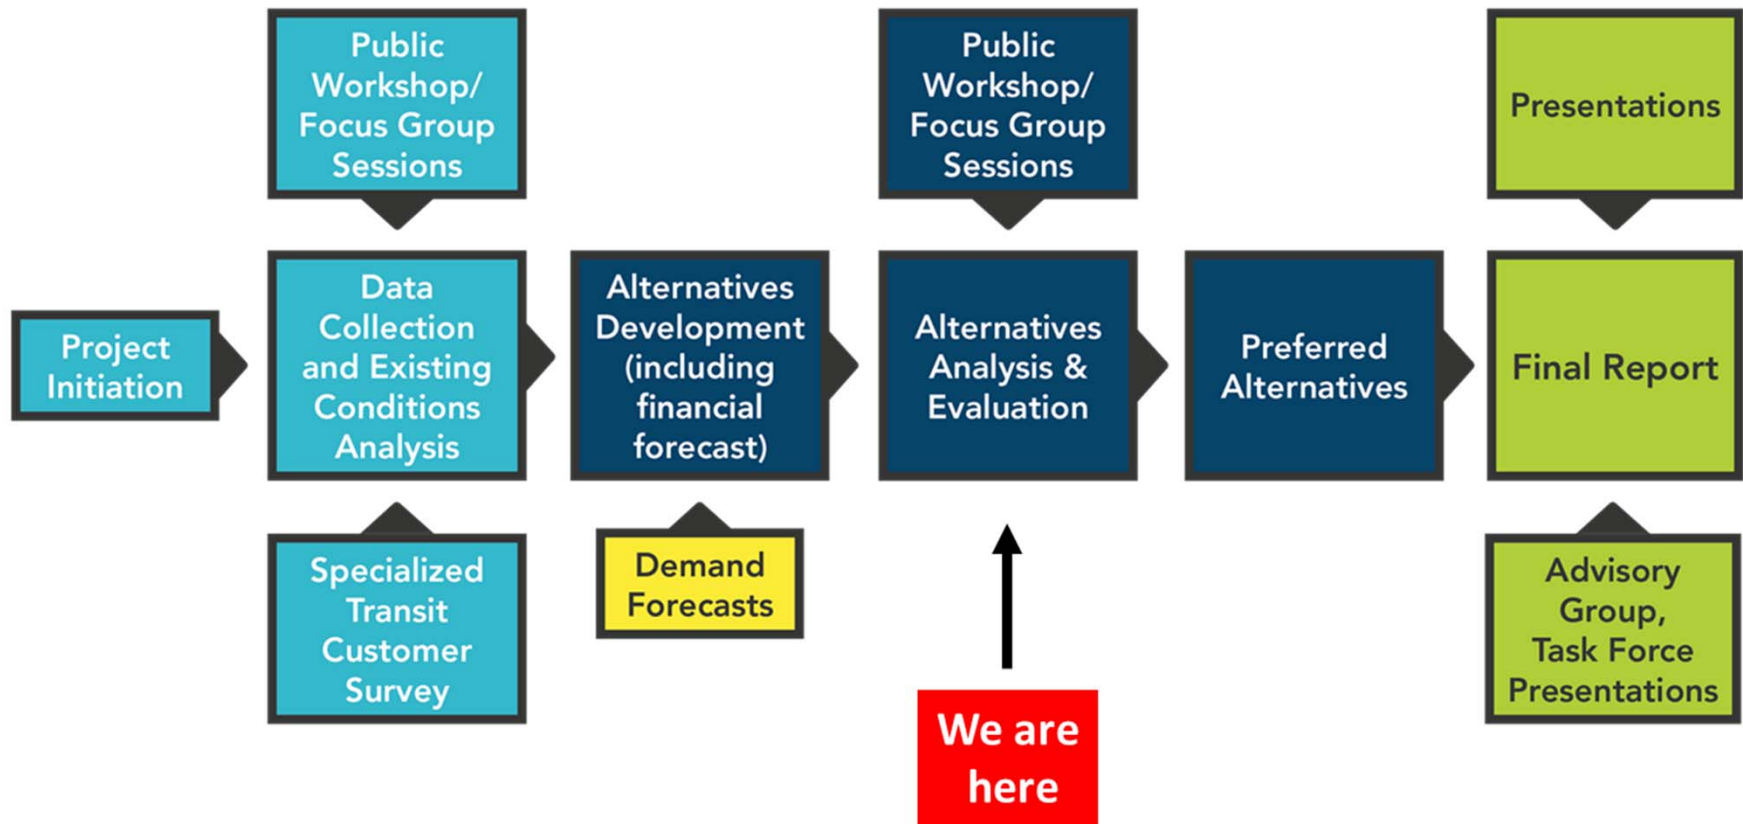 Public
Workshop/
Focus Group
Sessions
Public
Workshop/
Focus Group
Sessions
Presentations
Project
Initiation
Data
Collection
and Existing
Conditions
Analysis
Alternatives
Development
(including
financial
forecast)
Alternatives
Analysis &
Evaluation
Preferred
Alternatives
Final Report
Specialized
Transit
Customer
Survey
Demand
Forecasts
We are
here
Advisory
Group,
Task Force
Presentations